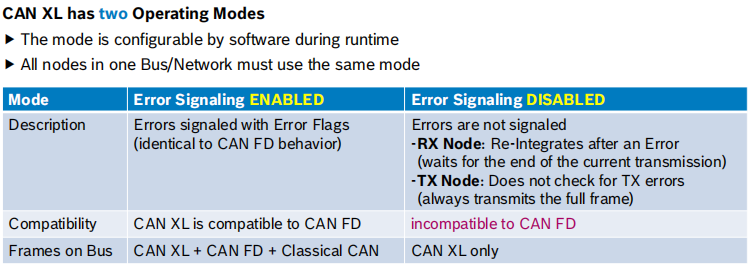 CAN XL has two Operating Modes
▶ The mode is configurable by software during runtime
▶ All nodes in one Bus/Network must use the same mode
Mode Error Signaling ENABLED Error Signaling DISABLED
Description Errors signaled with Error Flags Errors are not signaled
(identical to CAN FD behavior) -RX Node: Re-Integrates after an Error
(waits for the end of the current transmission)
-TX Node: Does not check for TX errors
(always transmits the full frame)
Compatibility CAN XL is compatible to CAN FD incompatible to CAN FD
Frames on Bus CAN XL + CAN FD + Classical CAN CAN XL only